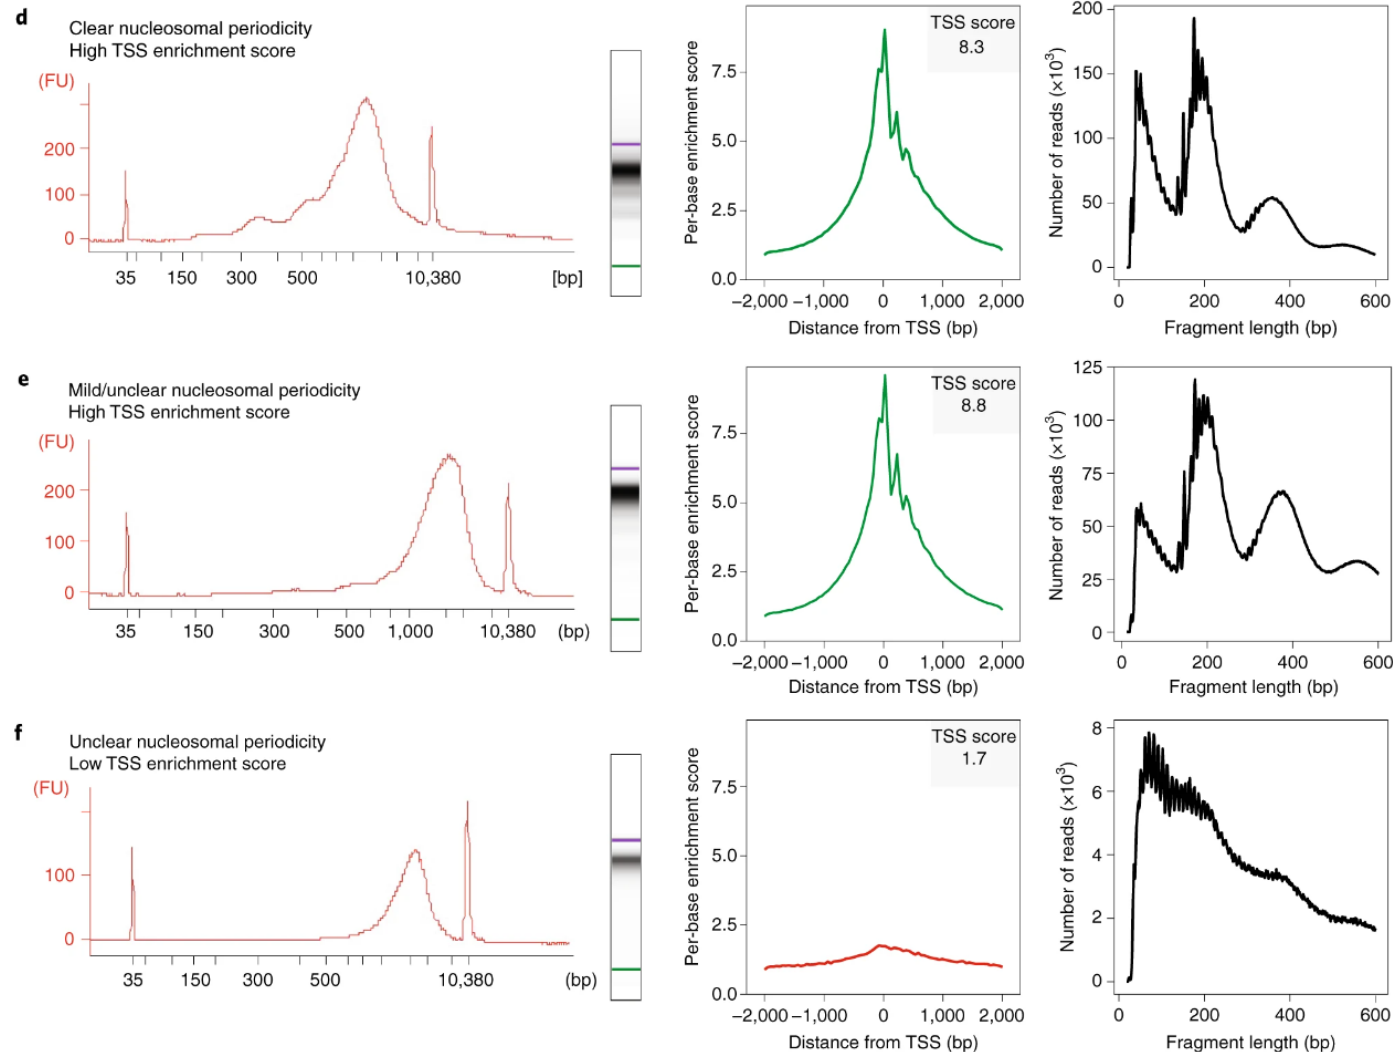 d
Clear nucleosomal periodicity
High TSS enrichment score
(FU)
200
100
0
35 150 300 500 10,380 [bp]
Per-base enrichment score
7.5
5.0
2.5
0.0
TSS score
8.3
−2,000 −1,000 0 1,000 2,000
Distance from TSS (bp)
Number of reads (×10³)
200
150
100
50
0
0 200 400 600
Fragment length (bp)
e
Mild/unclear nucleosomal periodicity
High TSS enrichment score
(FU)
200
100
0
35 150 300 500 1,000 10,380 (bp)
Per-base enrichment score
7.5
5.0
2.5
0.0
TSS score
8.8
−2,000 −1,000 0 1,000 2,000
Distance from TSS (bp)
Number of reads (×10³)
125
100
75
50
25
0
0 200 400 600
Fragment length (bp)
f
Unclear nucleosomal periodicity
Low TSS enrichment score
(FU)
100
0
35 150 300 500 10,380 (bp)
Per-base enrichment score
7.5
5.0
2.5
0.0
TSS score
1.7
−2,000 −1,000 0 1,000 2,000
Distance from TSS (bp)
Number of reads (×10³)
8
6
4
2
0
0 200 400 600
Fragment length (bp)